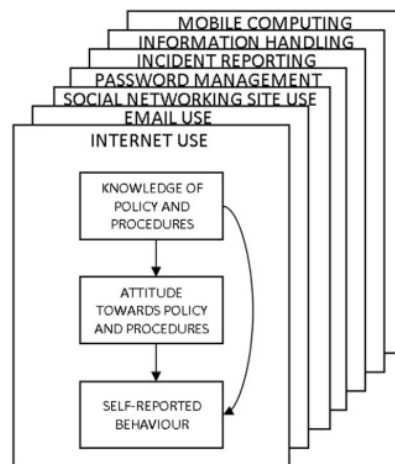 MOBILE COMPUTING
INFORMATION HANDLING
INCIDENT REPORTING
PASSWORD MANAGEMENT
SOCIAL NETWORKING SITE USE
EMAIL USE
INTERNET USE
KNOWLEDGE OF
POLICY AND
PROCEDURES
ATTITUDE
TOWARDS POLICY
AND PROCEDURES
SELF-REPORTED
BEHAVIOUR